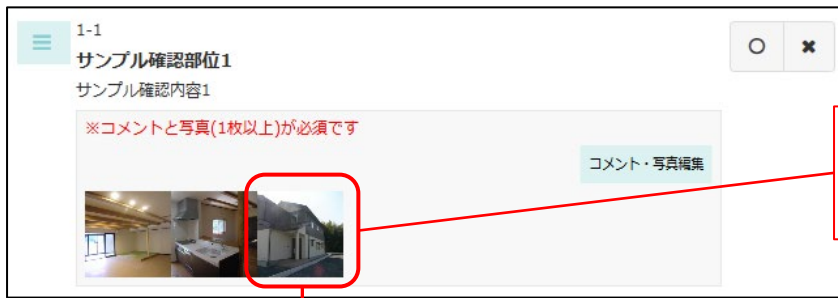 1-1
サンプル確認部位1
サンプル確認内容1
※コメントと写真(1枚以上)が必須です
コメント・写真編集